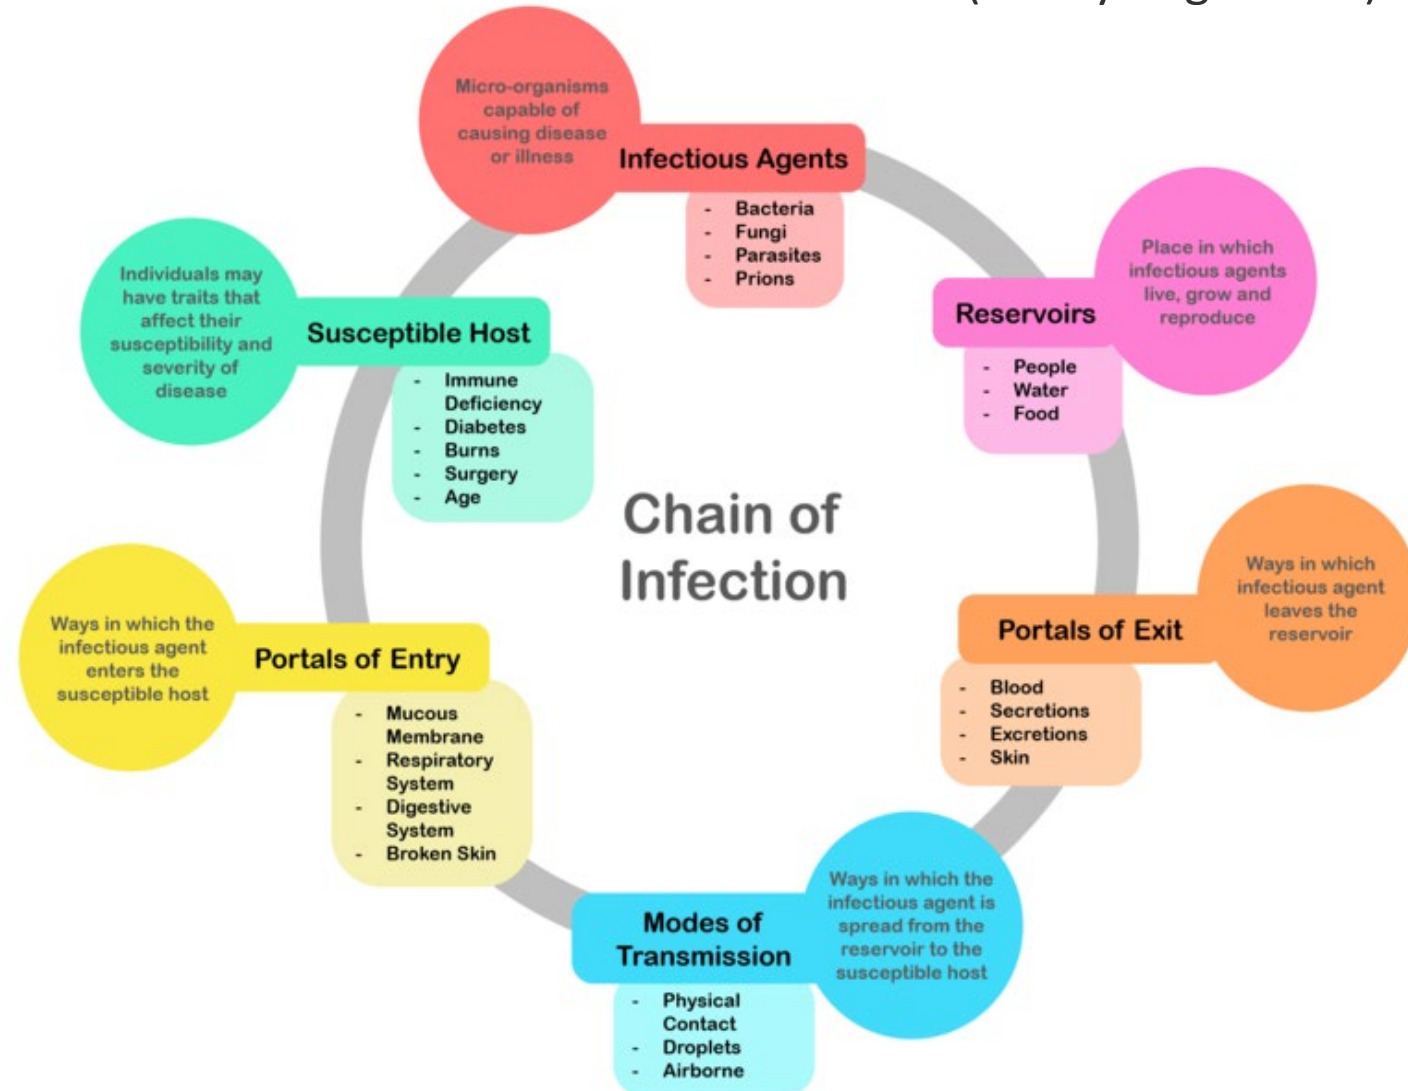 Micro-organisms
capable of
causing disease
or illness
Infectious Agents
- Bacteria
- Fungi
- Parasites
- Prions
Place in which
infectious agents
live, grow and
reproduce
Reservoirs
- People
- Water
- Food
Ways in which
infectious agent
leaves the
reservoir
Portals of Exit
- Blood
- Secretions
- Excretions
- Skin
Ways in which the
infectious agent is
spread from the
reservoir to the
susceptible host
Modes of
Transmission
- Physical
Contact
- Droplets
- Airborne
Ways in which the
infectious agent
enters the
susceptible host
Portals of Entry
- Mucous
Membrane
- Respiratory
System
- Digestive
System
- Broken Skin
Individuals may
have traits that
affect their
susceptibility and
severity of
disease
Susceptible Host
- Immune
Deficiency
- Diabetes
- Burns
- Surgery
- Age
Chain of
Infection